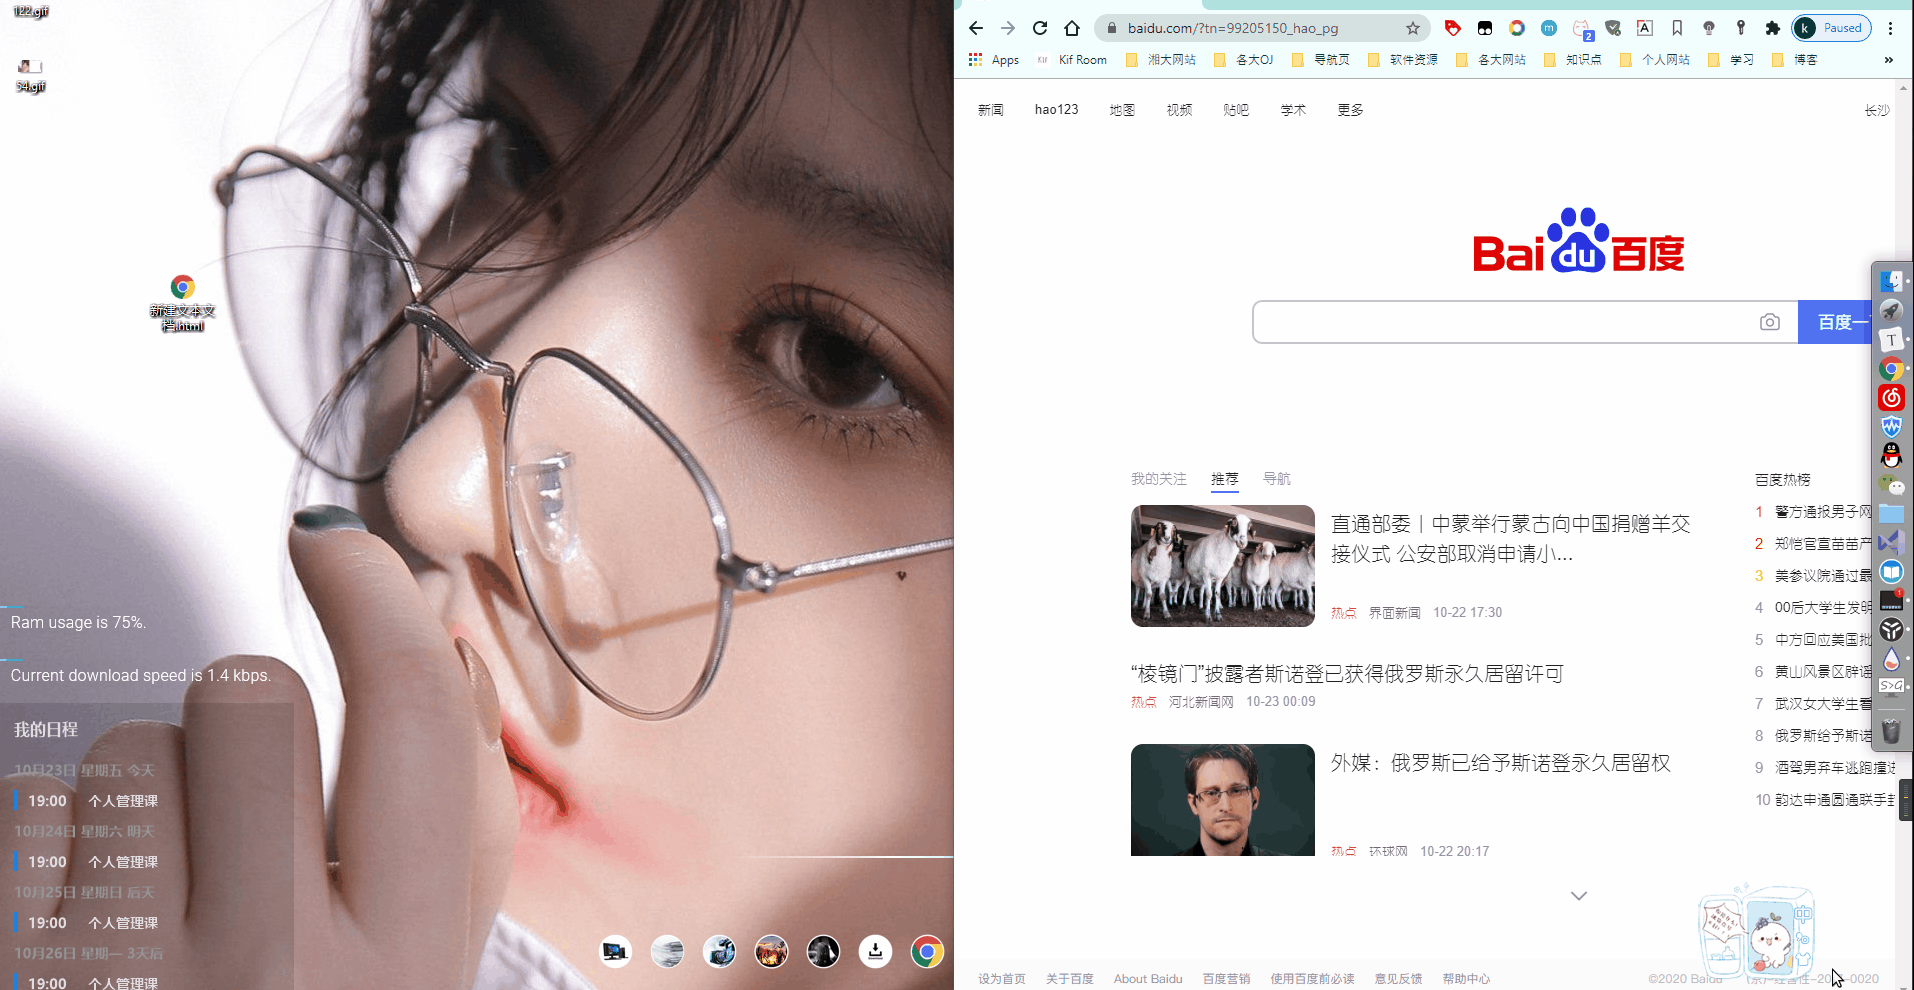 122.gif
54.gif
新建文本文
档.html
Ram usage is 75%.
Current download speed is 1.4 kbps.
我的日程
10月23日 星期五 今天
19:00 个人管理课
10月24日 星期六 明天
19:00 个人管理课
10月25日 星期日 后天
19:00 个人管理课
10月26日 星期一 3天后
19:00 个人管理课
baidu.com/?tn=99205150_hao_pg
2
k Paused
Apps Kif Room 湘大网站 各大OJ 导航页 软件资源 各大网站 知识点 个人网站 学习 博客 »
新闻 hao123 地图 视频 贴吧 学术 更多 长沙
Bai du 百度
百度一
我的关注 推荐 导航
直通部委丨中蒙举行蒙古向中国捐赠羊交
接仪式 公安部取消申请小...
热点 界面新闻 10-22 17:30
“棱镜门”披露者斯诺登已获得俄罗斯永久居留许可
热点 河北新闻网 10-23 00:09
外媒：俄罗斯已给予斯诺登永久居留权
热点 环球网 10-22 20:17
百度热榜
1 警方通报男子网
2 郑恺官宣苗苗产
3 美参议院通过最
4 00后大学生发明
5 中方回应美国批
6 黄山风景区辟谣
7 武汉女大学生看
8 俄罗斯给予斯诺
9 酒驾男弃车逃跑撞进
10 韵达申通圆通联手封
T
S>G
中
设为首页 关于百度 About Baidu 百度营销 使用百度前必读 意见反馈 帮助中心 ©2020 Baidu